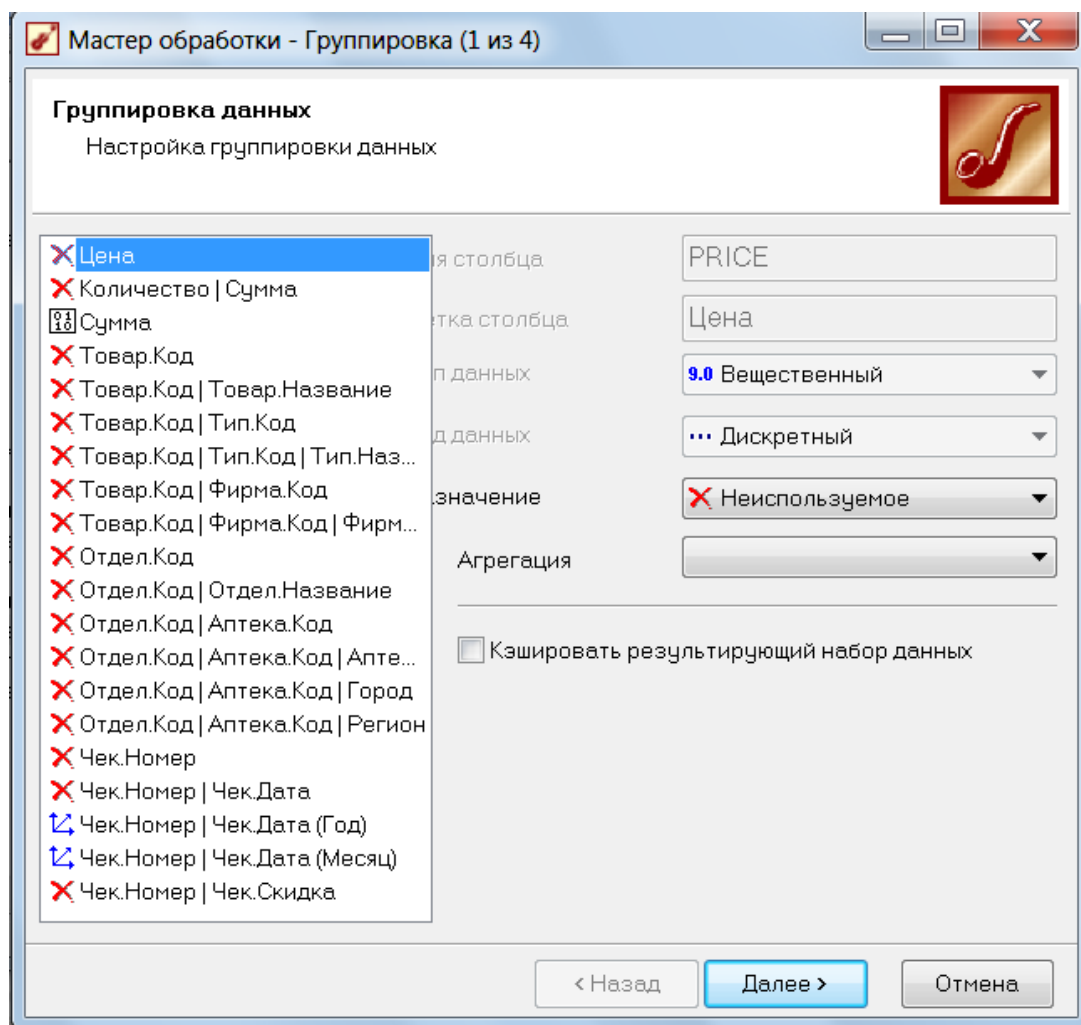 Мастер обработки - Группировка (1 из 4)
Группировка данных
Настройка группировки данных
Цена
Количество | Сумма
Сумма
Товар.Код
Товар.Код | Товар.Название
Товар.Код | Тип.Код
Товар.Код | Тип.Код | Тип.Наз...
Товар.Код | Фирма.Код
Товар.Код | Фирма.Код | Фирм...
Отдел.Код
Отдел.Код | Отдел.Название
Отдел.Код | Аптека.Код
Отдел.Код | Аптека.Код | Апте...
Отдел.Код | Аптека.Код | Город
Отдел.Код | Аптека.Код | Регион
Чек.Номер
Чек.Номер | Чек.Дата
Чек.Номер | Чек.Дата (Год)
Чек.Номер | Чек.Дата (Месяц)
Чек.Номер | Чек.Скидка
я столбца PRICE
тка столбца Цена
п данных 9.0 Вещественный
д данных Дискретный
значение Неиспользуемое
Агрегация
Кэшировать результирующий набор данных
< Назад Далее > Отмена